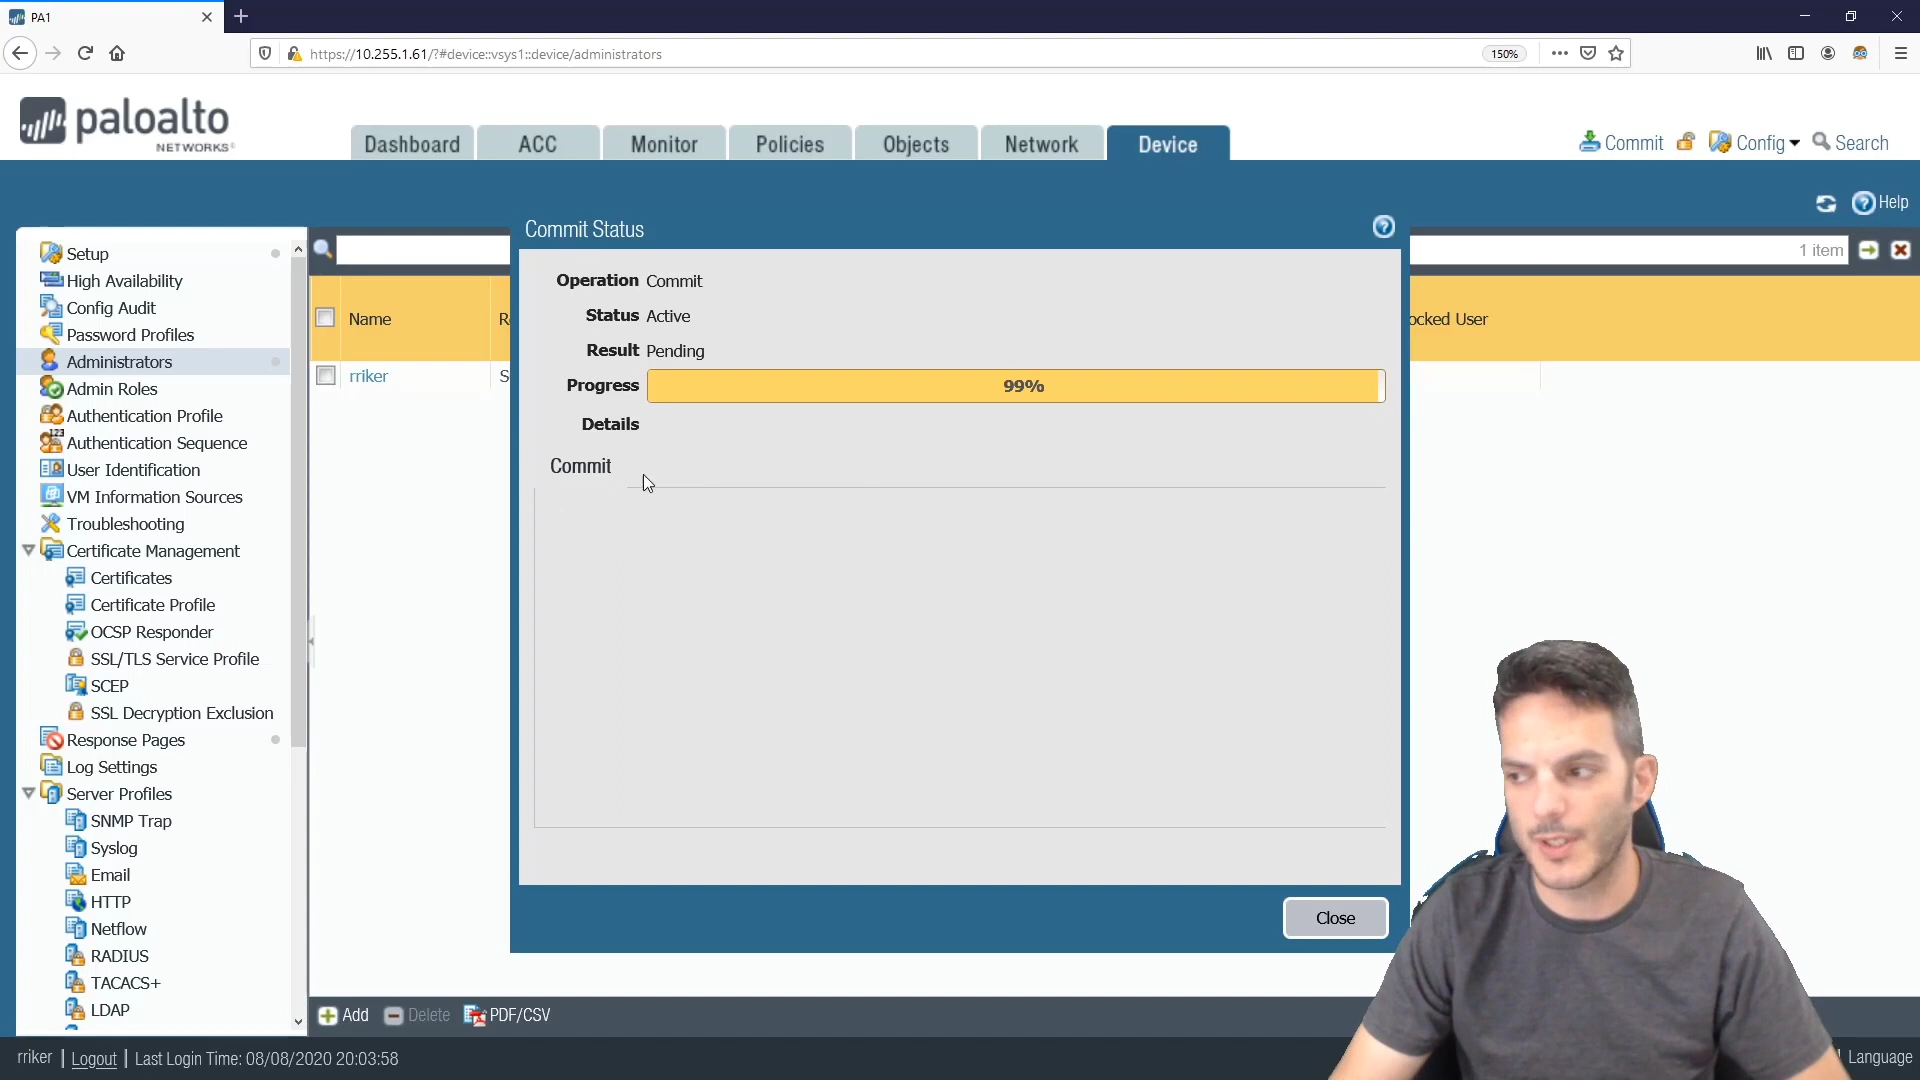 PA1
https://10.255.1.61/?#device::vsys1::device/administrators
150%
paloalto
NETWORKS
Dashboard
ACC
Monitor
Policies
Objects
Network
Device
Commit
Config
Search
Help
Setup
High Availability
Config Audit
Password Profiles
Administrators
Admin Roles
Authentication Profile
Authentication Sequence
User Identification
VM Information Sources
Troubleshooting
Certificate Management
Certificates
Certificate Profile
OCSP Responder
SSL/TLS Service Profile
SCEP
SSL Decryption Exclusion
Response Pages
Log Settings
Server Profiles
SNMP Trap
Syslog
Email
HTTP
Netflow
RADIUS
TACACS+
LDAP
1 item
Name
R
ocked User
rriker
S
Commit Status
Operation Commit
Status Active
Result Pending
Progress 99%
Details
Commit
Close
Add
Delete
PDF/CSV
rriker | Logout | Last Login Time: 08/08/2020 20:03:58
Language